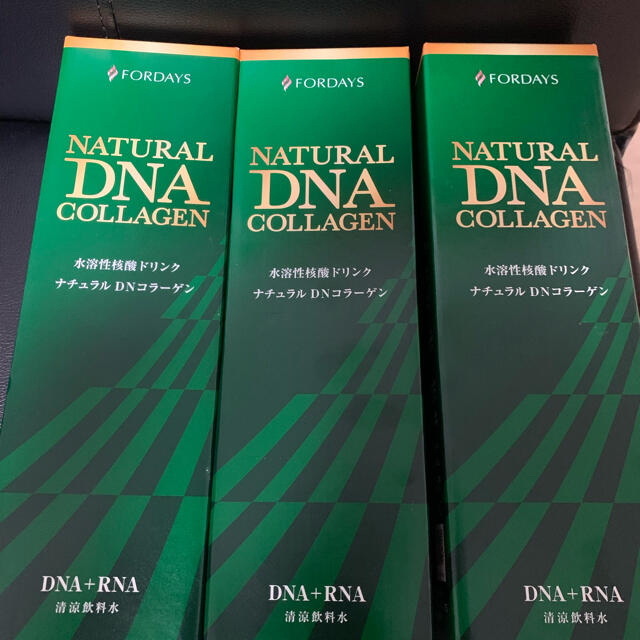 FORDAYS
NATURAL
DNA
COLLAGEN
水溶性核酸ドリンク
ナチュラル DNコラーゲン
DNA+RNA
清涼飲料水
FORDAYS
NATURAL
DNA
COLLAGEN
水溶性核酸ドリンク
ナチュラル DNコラーゲン
DNA+RNA
清涼飲料水
FORDAYS
NATURAL
DNA
COLLAGEN
水溶性核酸ドリンク
ナチュラル DNコラーゲン
DNA+RNA
清涼飲料水